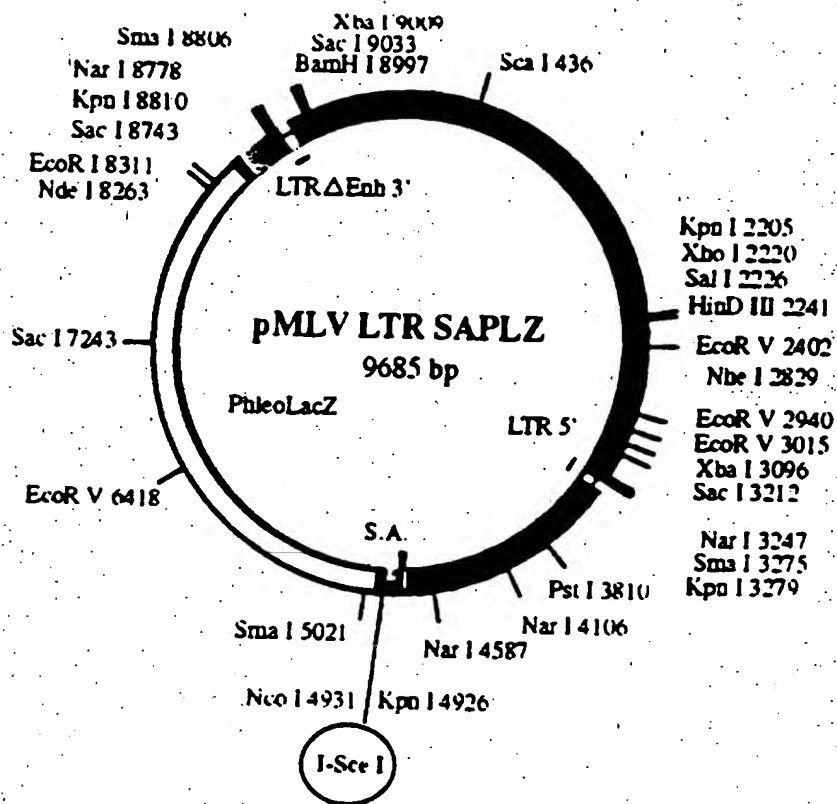 Xba I 9009
Sma I 8806
Sac I 9033
Nar I 8778
BamH I 8997
Sca I 436
Kpn I 8810
Sac I 8743
EcoR I 8311
Nde I 8263
LTRΔEnh 3'
Kpn I 2205
Xho I 2220
Sal I 2226
HinD III 2241
Sac I 7243
pMLV LTR SAPLZ
9685 bp
EcoR V 2402
Nhe I 2829
PhleoLacZ
LTR 5'
EcoR V 2940
EcoR V 3015
Xba I 3096
Sac I 3212
EcoR V 6418
S.A.
Nar I 3247
Sma I 3275
Kpn I 3279
Pst I 3810
Nar I 4106
Sma I 5021
Nar I 4587
Nco I 4931
Kpn I 4926
I-Sce I